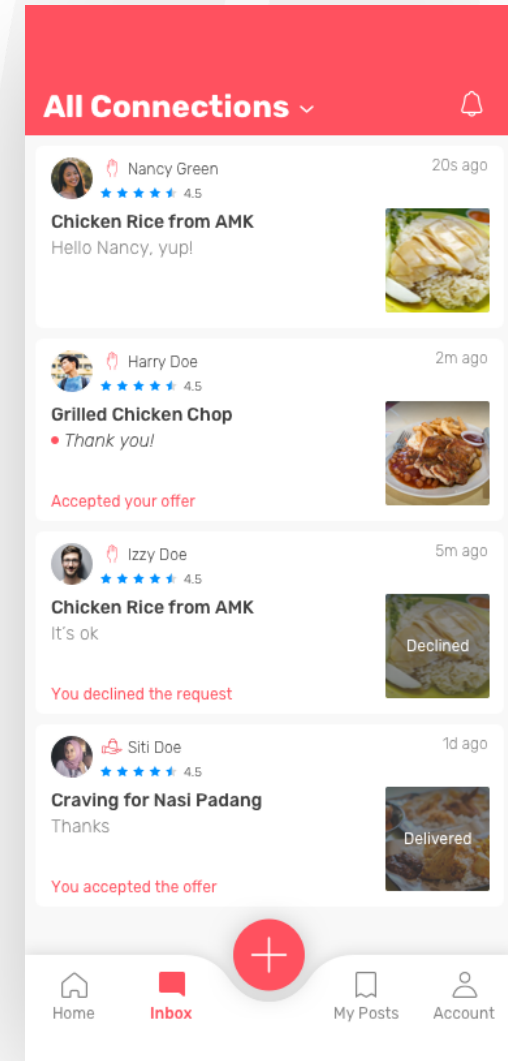 All Connections
Nancy Green
20s ago
4.5
Chicken Rice from AMK
Hello Nancy, yup!
Harry Doe
2m ago
4.5
Grilled Chicken Chop
Thank you!
Accepted your offer
Izzy Doe
5m ago
4.5
Chicken Rice from AMK
It's ok
Declined
You declined the request
Siti Doe
1d ago
4.5
Craving for Nasi Padang
Thanks
Delivered
You accepted the offer
Home
Inbox
My Posts
Account